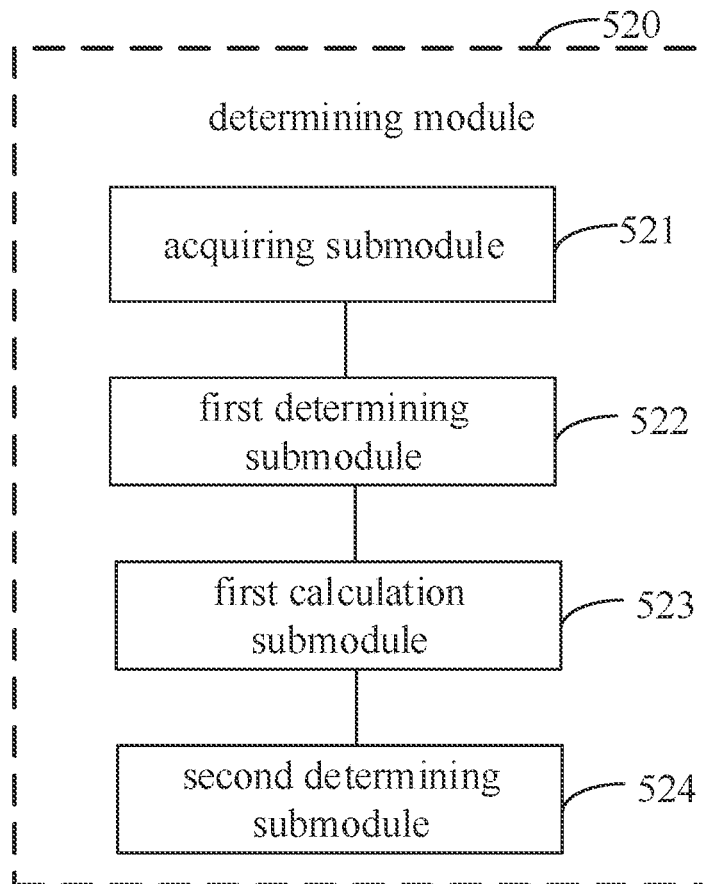 520
determining module
acquiring submodule
521
first determining
submodule
522
first calculation
submodule
523
second determining
submodule
524